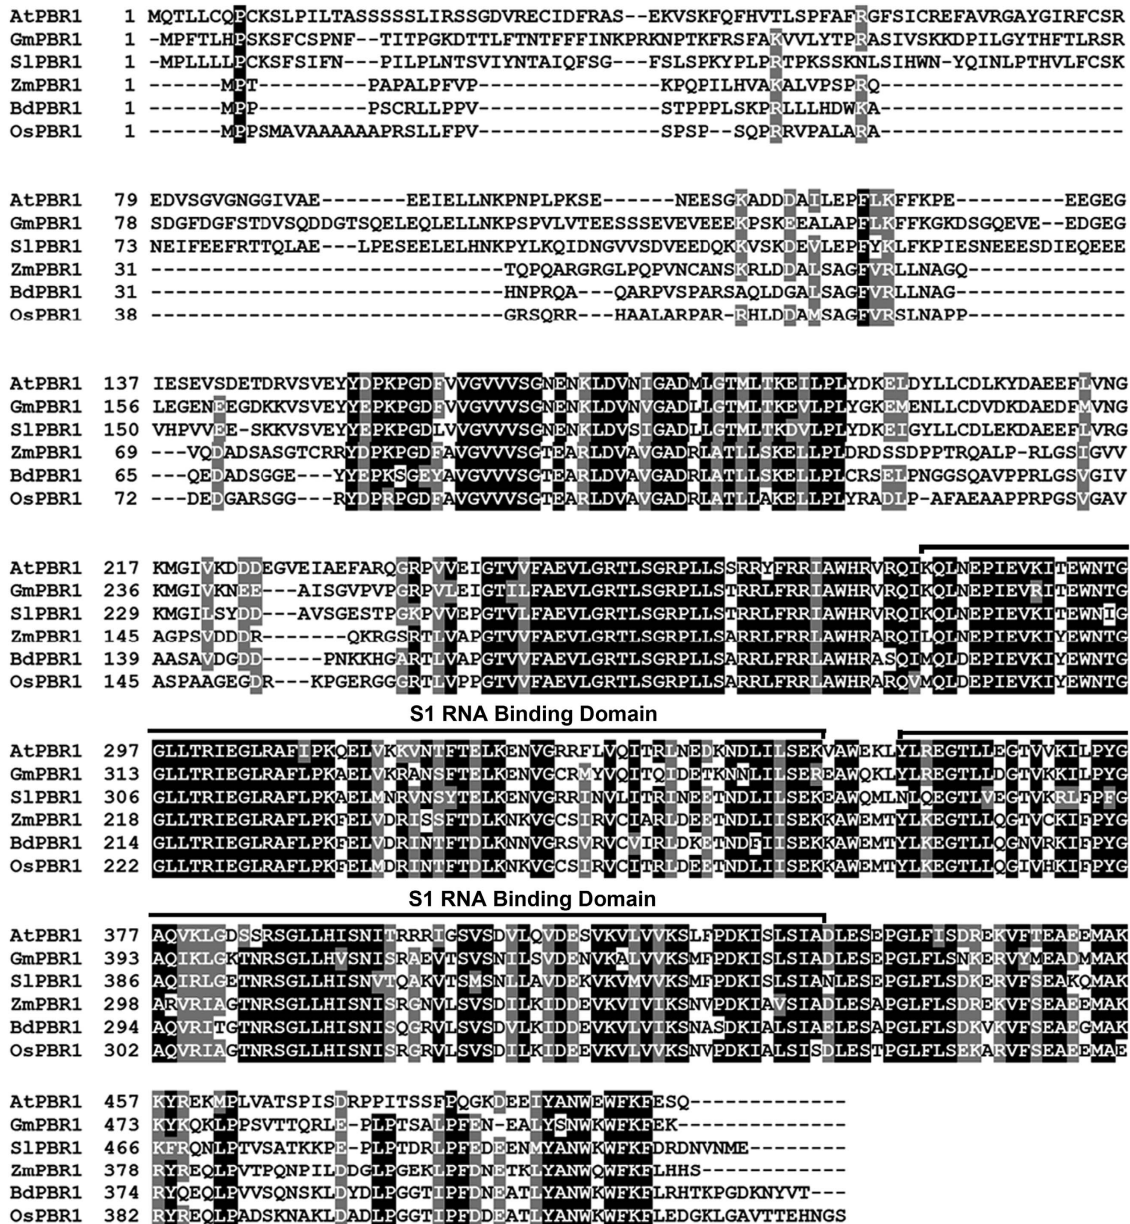 AtPBR1 1 MQTLLCQPCKSLPILTASSSSSSLIRSSGDVRECIDFRAS--EKVSKFQFHVTLSPFAFRGFSICREFAVRGAYGIRFCSR
GmPBR1 1 -MPFTLHPSKSFCSPNF--TITPGKDTTLFTNTFFFINKPRKNPTKFRSFAKVVLYTPRASIVSKKDPILGYTHFTLRSR
SlPBR1 1 -MPLLLLPCKSFSIFN---PILPLNTSVIYNTAIQFSG---FSLSPKYPLPRTPKSSKNLSIHWN-YQINLPTHVLFCSK
ZmPBR1 1 ------MPT---------PAPALPFVP---------------KPQPILHVAKALVPSPRQ--------------------
BdPBR1 1 ------MPP---------PSCRLLPPV---------------STPPPLSKPRLLLHDWKA--------------------
OsPBR1 1 ------MPPSMAVAAAAAAPRSLLFPV---------------SPSP--SQPRRVPALARA--------------------
AtPBR1 79 EDVSGVGNGGIVAE-------EEIELLNKPNPLPKSE------NEESGKADDDAILEPFLKFFKPE------EEGEG
GmPBR1 78 SDGFDGFSTDVSQDDGTSQELEQLELLNKPSPVLVTEESSSEVEVEEEKPSKEEALAPFLKFFKGKDSGQEVE--EDGEG
SlPBR1 73 NEIFEEFRTTQLAE---LPESEELELHNKPYLKQIDNGVVSDVEEDQKKVSKDEVLEPFYKLFKPIESNEEESDIEQEEE
ZmPBR1 31 -----------------------------TQPQARGRGLPQPVNCANSKRLDDALSAGFVRLLNAGQ-------------
BdPBR1 31 -----------------------------HNPRQA---QARPVSPARSAQLDGALSAGFVRLLNAG--------------
OsPBR1 38 -----------------------------GRSQRR---HAALARPAR-RHLDDAMSAGFVRSLNAPP-------------
AtPBR1 137 IESEVSDETDRVSVEYYDPKPGDFVVGVVVSGNENKLDVNIGADMLGTMLTKEILPLYDKELDYLLCDLKYDAEEFLVNG
GmPBR1 156 LEGENEEGDKKVSVEYYEPKPGDFVVGVVVSGNENKLDVNVGADLLGTMLTKEVLPLYGKEMENLLCDVDKDAEDFMVNG
SlPBR1 150 VHPVVEE-SKKVSVEYYEPKPGDLVVGVVVSGNENKLDVSIGADLLGTMLTKDVLPLYDKEIGYLLCDLEKDAEEFLVRG
ZmPBR1 69 ---VQDADSASGTCRRYDPKPGDFAVGVVVSGTEARLDVAVGADRLATLLSKELLPLDRDSSDPPTRQALP-RLGSIGVV
BdPBR1 65 ---QEDADSGGE---YYEPKSGEYAVGVVVSGTEARLDVAVGADRLATLLSKELLPLCRSELPNGGSQAVPPRLGSVGIV
OsPBR1 72 ---DEDGARSGG---RYDPRPGDFAVGVVVSGTEARLDVAVGADRLATLLAKELLPLYRADLP-AFAEAAPPRPGSVGAV
AtPBR1 217 KMGIVKDDDEGVEIAEFARQGRPVVEIGTVVFAEVLGRTLSGRPLLSSRRYFRRIAWHRVRQIKQLNEPIEVKITEWNTG
GmPBR1 236 KMGIVKNEE---AISGVPVPGRPVLEIGTILFAEVLGRTLSGRPLLSTRRLFRRIAWHRVRQIKQLNEPIEVRITEWNTG
SlPBR1 229 KMGILSYDD---AVSGESTPGKPVVEPGTVVFAEVLGRTLSGRPLLSTRRLFRRIAWHRVRQIKQLNEPIEVKITEWNIG
ZmPBR1 145 AGPSVDDDR-------QKRGSRTLVAPGTVVFAEVLGRTLSGRPLLSARRLFRRLAWHRARQILQLNEPIEVKIYEWNTG
BdPBR1 139 AASAVDGDD-----PNKKHGARTLVAPGTVVFAEVLGRTLSGRPLLSARRLFRRLAWHRASQIMQLDEPIEVKIYEWNTG
OsPBR1 145 ASPAAGEGDR---KPGERGGGRTLVPPGTVVFAEVLGRTLSGRPLLSARRLFRRLAWHRARQVMQLDEPIEVKIYEWNTG
S1 RNA Binding Domain
AtPBR1 297 GLLTRIEGLRAFIPKQELVKKVNTFTELKENVGRRFLVQITRLNEDKNDLILSEKVAWEKLYLREGTLLEGTVVKILPYG
GmPBR1 313 GLLTRIEGLRAFLPKAELVKRANSFTELKENVGCRMYVQITQIDETKNNLILSEREAWQKLYLREGTLLDGTVKKILPYG
SlPBR1 306 GLLTRIEGLRAFLPKAELMNRVNSYTELKENVGRRINVLITRINEETNDLILSEKEAWQMLNLQEGTLVEGTVKRLFPFG
ZmPBR1 218 GLLTRIEGLRAFLPKFELVDRISSFTDLKNKVGCSIRVCIARLDEETNDLIISEKKAWEMTYLKEGTLLQGTVCKIFPYG
BdPBR1 214 GLLTRIEGLRAFLPKFELVDRINTFTDLKNKVGRSVRVCVIRLDKETNDFIISEKKAWEMTYLKEGTLLQGNVRKIFPYG
OsPBR1 222 GLLTRIEGLRAFLPKFELMDRINTFTDLKNNVGCSIRVCITRLDEETNDLIISEKKAWEMTYLKEGTLLQGIVHKIFPYG
S1 RNA Binding Domain
AtPBR1 377 AQVKLGDSSRSGLLHISNITRRRIGSVSDVLQVDESVKVLVVKSLFPDKISLSIADLESEPGLFISDREKVFTEAEEMAK
GmPBR1 393 AQIKLGKTNRSGLLHVSNISRAEVTSVSNILSVDENVKALVVKSMFPDKISLSIADLESEPGLFLSNKERVYMEADMMAK
SlPBR1 386 AQIRLGETNRSGLLHISNVTQAKVTSMSNLLAVDEKVKVMVVKSMFPDKISLSIANLESEPGLFLSDKERVFSEAKQMAK
ZmPBR1 298 ARVRIAGTNRSGLLHISNISRGNVLSVSDILKIDDEVKVIVIKSNVPDKIAVSIADLESAPGLFLSDREKVFSEAEEMAK
BdPBR1 294 AQVRITGTNRSGLLHISNISQGRVLSVSDVLKIDDEVKVLVIKSNASDKIALSIAELESAPGLFLSDKVKVFSEAEGMAK
OsPBR1 302 AQVRIAGTNRSGLLHISNISRGRVLSVSDILKIDEEVKVLVVKSNVPDKIALSISDLESTPGLFLSEKARVFSEAEEMAE
AtPBR1 457 KYREKMPLVATSPISDRPPITSSFPQGKDEEIYANWEWFKFESQ-------------
GmPBR1 473 KYKQKLPPSVTTQRLE-PLPTSALPFEN-EALYSNWKWFKFEK--------------
SlPBR1 466 KFRQNLPTVSATKKPE-PLPTDRLPFEDEENMYANWKWFKFDRDNVNME--------
ZmPBR1 378 RYREQLPVTPQNPILDDGLPGEKLPFDNETKLYANWQWFKFLHHS------------
BdPBR1 374 RYQEQLPVVSQNSKLDYDLPGGTIPFDNEATLYANWKWFKFLRHTKPGDKNYVT---
OsPBR1 382 RYREQLPADSKNAKLDADLPGGTIPFDDEATLYANWKWFKFLEDGKLGAVTTEHNGS